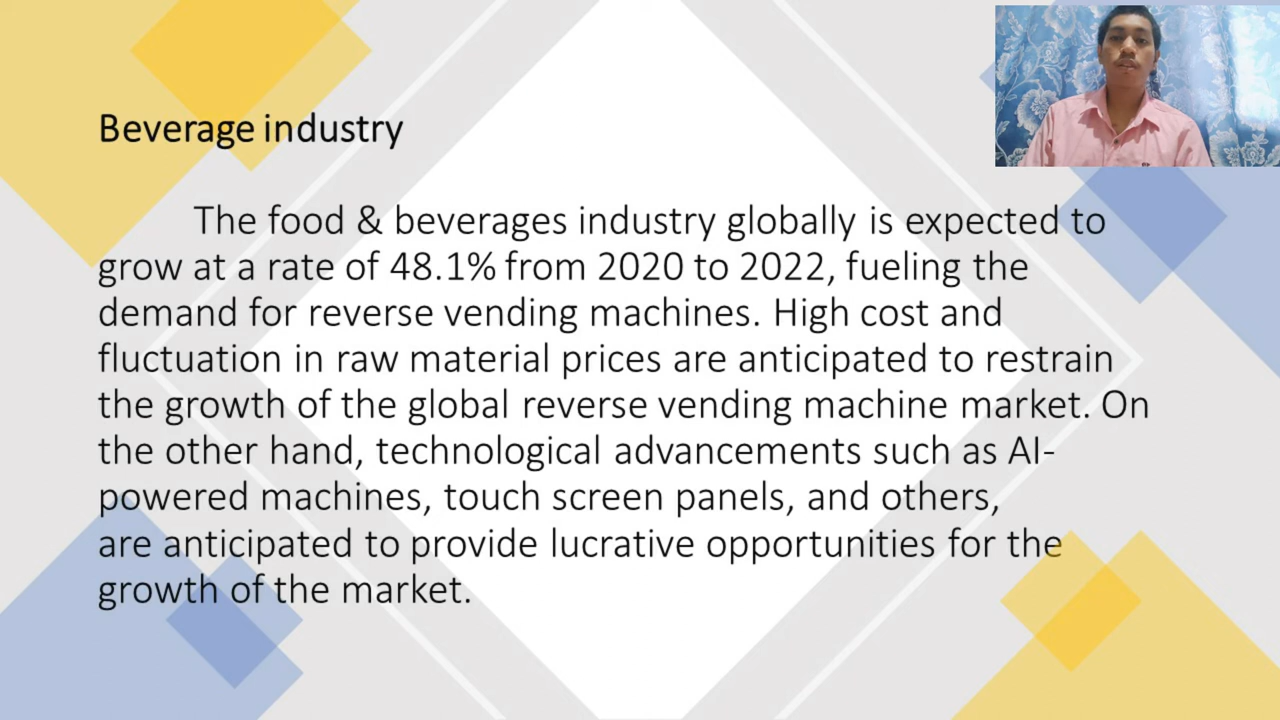 Beverage industry
The food & beverages industry globally is expected to
grow at a rate of 48.1% from 2020 to 2022, fueling the
demand for reverse vending machines. High cost and
fluctuation in raw material prices are anticipated to restrain
the growth of the global reverse vending machine market. On
the other hand, technological advancements such as AI-
powered machines, touch screen panels, and others,
are anticipated to provide lucrative opportunities for the
growth of the market.